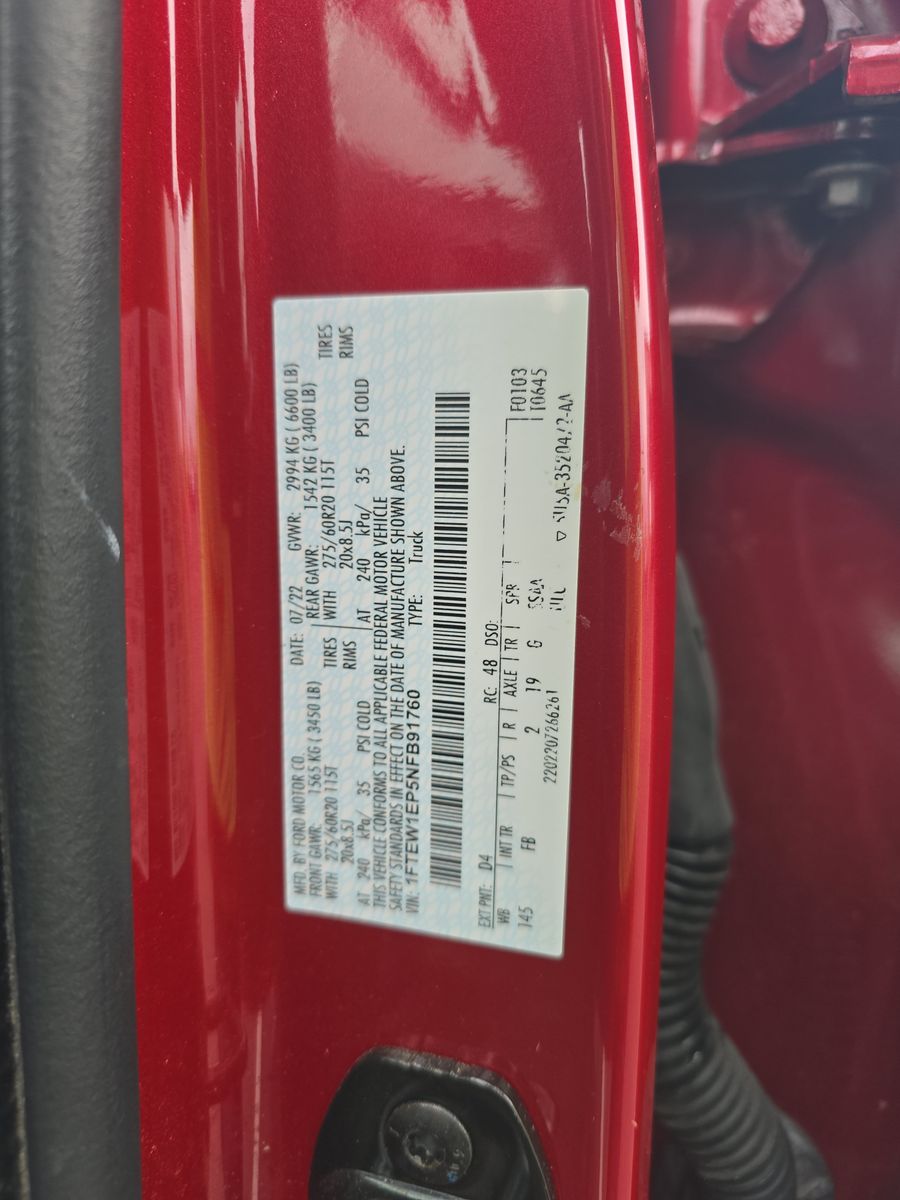 MFD. BY FORD MOTOR CO. DATE: 07/22 GVWR: 2994 KG ( 6600 LB)
FRONT GAWR: 1565 KG ( 3450 LB) REAR GAWR: 1542 KG ( 3400 LB)
WITH 275/60R20 115T TIRES WITH 275/60R20 115T TIRES
20x8.5J RIMS 20x8.5J RIMS
AT 240 kPa/ 35 PSI COLD AT 240 kPa/ 35 PSI COLD
THIS VEHICLE CONFORMS TO ALL APPLICABLE FEDERAL MOTOR VEHICLE
SAFETY STANDARDS IN EFFECT ON THE DATE OF MANUFACTURE SHOWN ABOVE.
VIN: 1FTEW1EP5NFB91760 TYPE: Truck
EXT PNT: D4 RC: 48 DSO: F0103
WB INT TR TP/PS R AXLE TR SPR T0645
145 FB 2 19 G
2202207266261